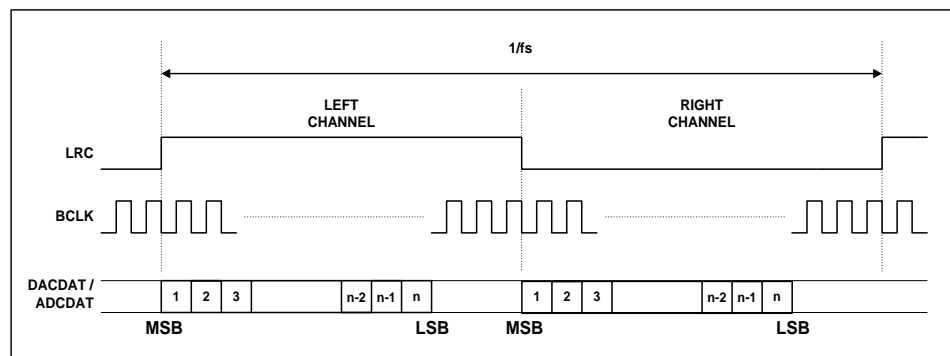 1/fs
LEFT
CHANNEL
RIGHT
CHANNEL
LRC
BCLK
DACDAT /
ADCDAT
1 2 3 n-2 n-1 n 1 2 3 n-2 n-1 n
MSB LSB MSB LSB